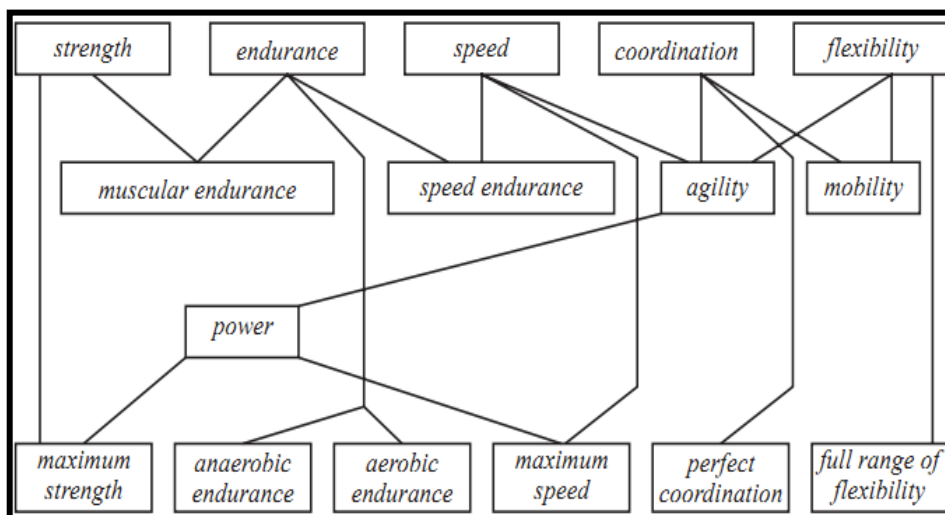 strength
endurance
speed
coordination
flexibility
muscular endurance
speed endurance
agility
mobility
power
maximum
strength
anaerobic
endurance
aerobic
endurance
maximum
speed
perfect
coordination
full range of
flexibility